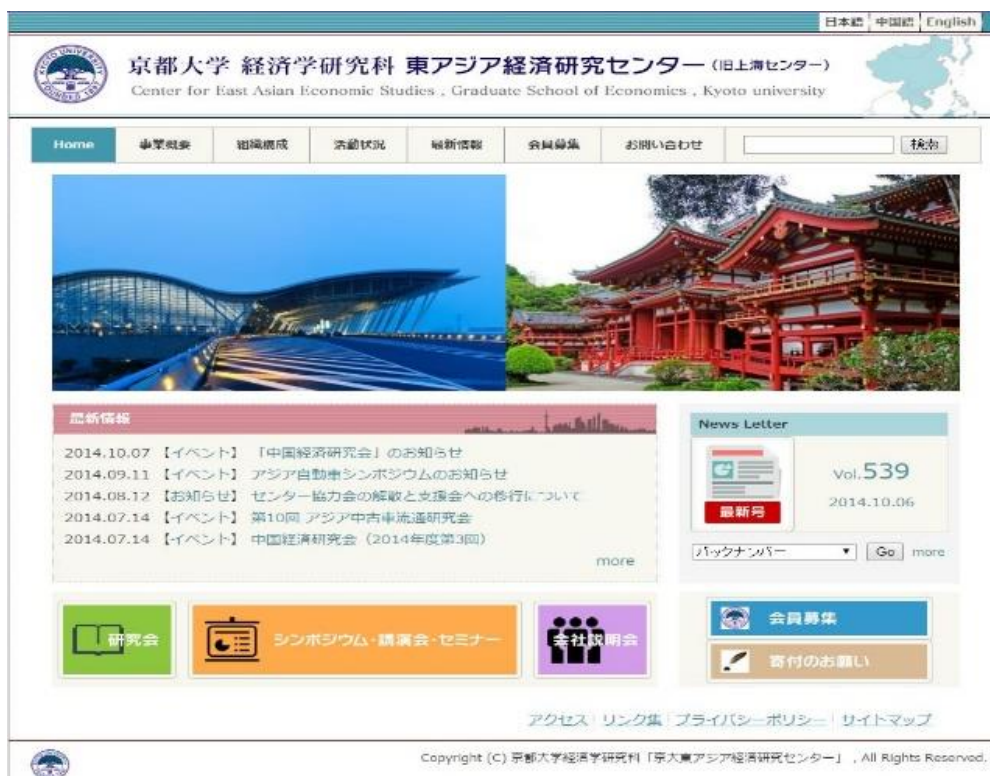 日本語 中国語 English
京都大学 経済学研究科 東アジア経済研究センター (旧上海センター)
Center for East Asian Economic Studies , Graduate School of Economics , Kyoto university
Home 事業概要 組織構成 活動状況 最新情報 会員募集 お問い合わせ 検索
最新情報
2014.10.07 【イベント】 「中国経済研究会」のお知らせ
2014.09.11 【イベント】 アジア自動車シンポジウムのお知らせ
2014.08.12 【お知らせ】 センター協力会の解散と支援会への移行について
2014.07.14 【イベント】 第10回 アジア中古車流通研究会
2014.07.14 【イベント】 中国経済研究会（2014年度第3回）
more
News Letter
最新号
Vol.539
2014.10.06
バックナンバー Go more
研究会
シンポジウム・講演会・セミナー
会社説明会
会員募集
寄付のお願い
アクセス リンク集 プライバシーポリシー サイトマップ
Copyright (C) 京都大学経済学研究科「京大東アジア経済研究センター」 , All Rights Reserved.